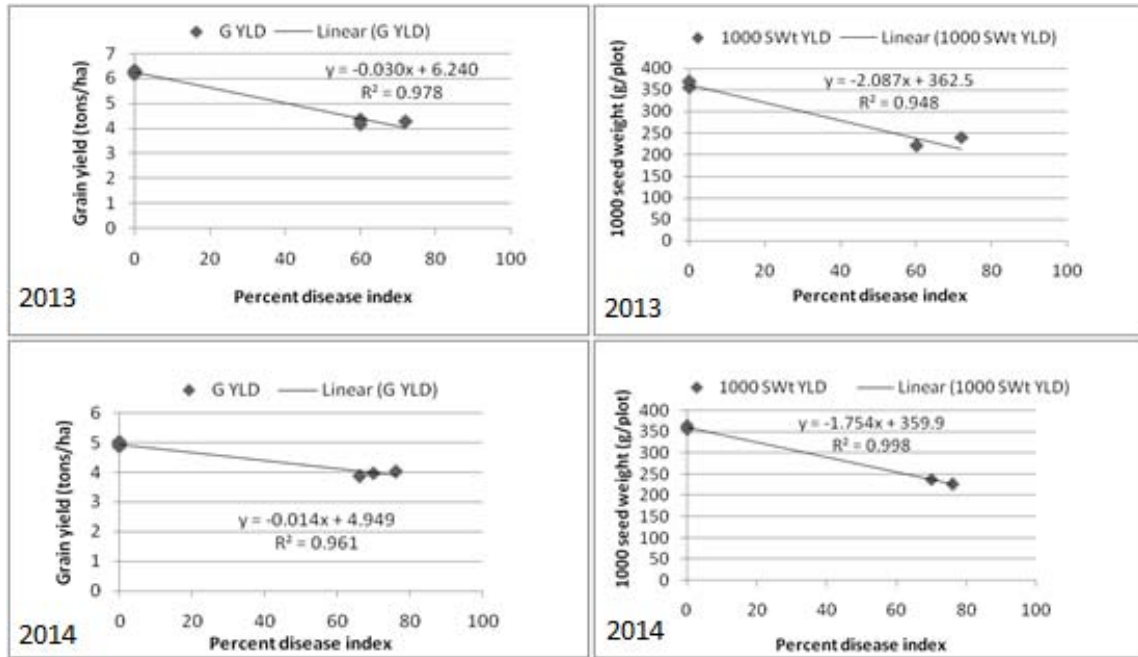 G YLD Linear (G YLD)
y = -0.030x + 6.240
R² = 0.978
Grain yield (tons/ha)
7
6
5
4
3
2
1
0
0 20 40 60 80 100
Percent disease index
2013
1000 SWt YLD Linear (1000 SWt YLD)
y = -2.087x + 362.5
R² = 0.948
1000 seed weight (g/plot)
400
350
300
250
200
150
100
50
0
0 20 40 60 80 100
Percent disease index
2013
G YLD Linear (G YLD)
y = -0.014x + 4.949
R² = 0.961
Grain yield (tons/ha)
6
5
4
3
2
1
0
0 20 40 60 80 100
Percent disease index
2014
1000 SWt YLD Linear (1000 SWt YLD)
y = -1.754x + 359.9
R² = 0.998
1000 seed weight (g/plot)
400
350
300
250
200
150
100
50
0
0 20 40 60 80 100
Percent disease index
2014